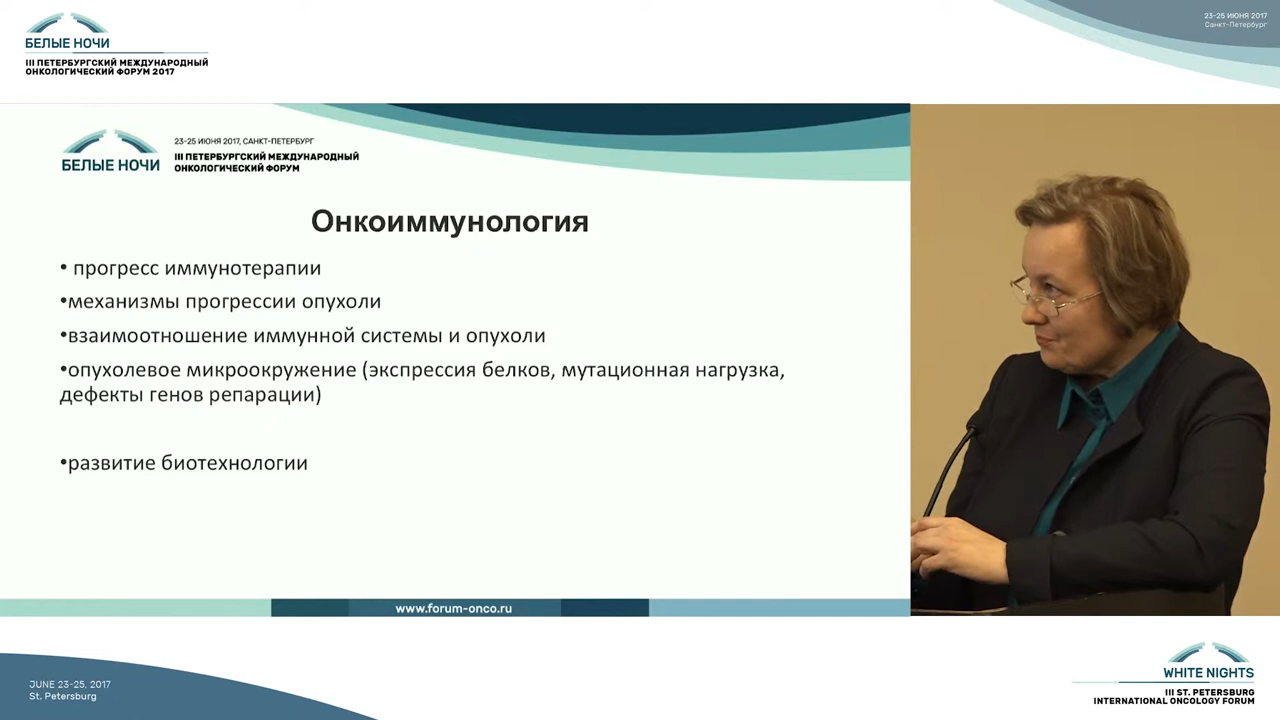 23-25 ИЮНЯ 2017
Санкт-Петербург
БЕЛЫЕ НОЧИ
III ПЕТЕРБУРГСКИЙ МЕЖДУНАРОДНЫЙ
ОНКОЛОГИЧЕСКИЙ ФОРУМ 2017
БЕЛЫЕ НОЧИ
23-25 ИЮНЯ 2017, САНКТ-ПЕТЕРБУРГ
III ПЕТЕРБУРГСКИЙ МЕЖДУНАРОДНЫЙ
ОНКОЛОГИЧЕСКИЙ ФОРУМ
Онкоиммунология
• прогресс иммунотерапии
•механизмы прогрессии опухоли
•взаимоотношение иммунной системы и опухоли
•опухолевое микроокружение (экспрессия белков, мутационная нагрузка,
дефекты генов репарации)
•развитие биотехнологии
www.forum-onco.ru
JUNE 23-25, 2017
St. Petersburg
WHITE NIGHTS
III ST. PETERSBURG
INTERNATIONAL ONCOLOGY FORUM